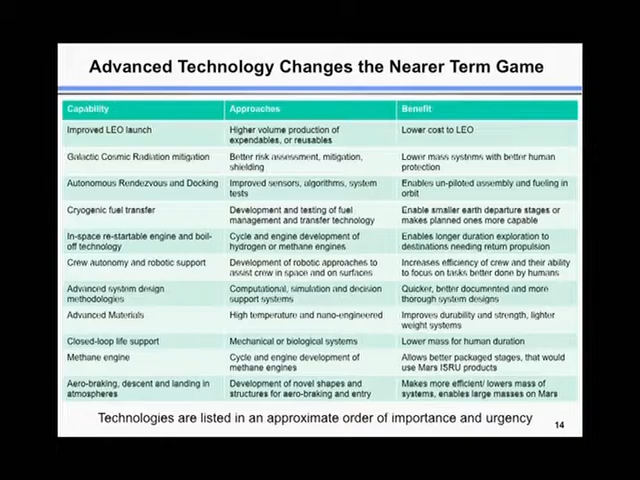 Advanced Technology Changes the Nearer Term Game
Capability Approaches Benefit
Improved LEO launch Higher volume production of expendables, or reusables Lower cost to LEO
Galactic Cosmic Radiation mitigation Better risk assessment, mitigation, shielding Lower mass systems with better human protection
Autonomous Rendezvous and Docking Improved sensors, algorithms, system tests Enables un-piloted assembly and fueling in orbit
Cryogenic fuel transfer Development and testing of fuel management and transfer technology Enable smaller earth departure stages or makes planned ones more capable
In-space re-startable engine and boil-off technology Cycle and engine development of hydrogen or methane engines Enables longer duration exploration to destinations needing return propulsion
Crew autonomy and robotic support Development of robotic approaches to assist crew in space and on surfaces Increases efficiency of crew and their ability to focus on tasks better done by humans
Advanced system design methodologies Computational, simulation and decision support systems Quicker, better documented and more thorough system designs
Advanced Materials High temperature and nano-engineered Improves durability and strength, lighter weight systems
Closed-loop life support Mechanical or biological systems Lower mass for human duration
Methane engine Cycle and engine development of methane engines Allows better packaged stages, that would use Mars ISRU products
Aero-braking, descent and landing in atmospheres Development of novel shapes and structures for aero-braking and entry Makes more efficient/ lowers mass of systems, enables large masses on Mars
Technologies are listed in an approximate order of importance and urgency
14